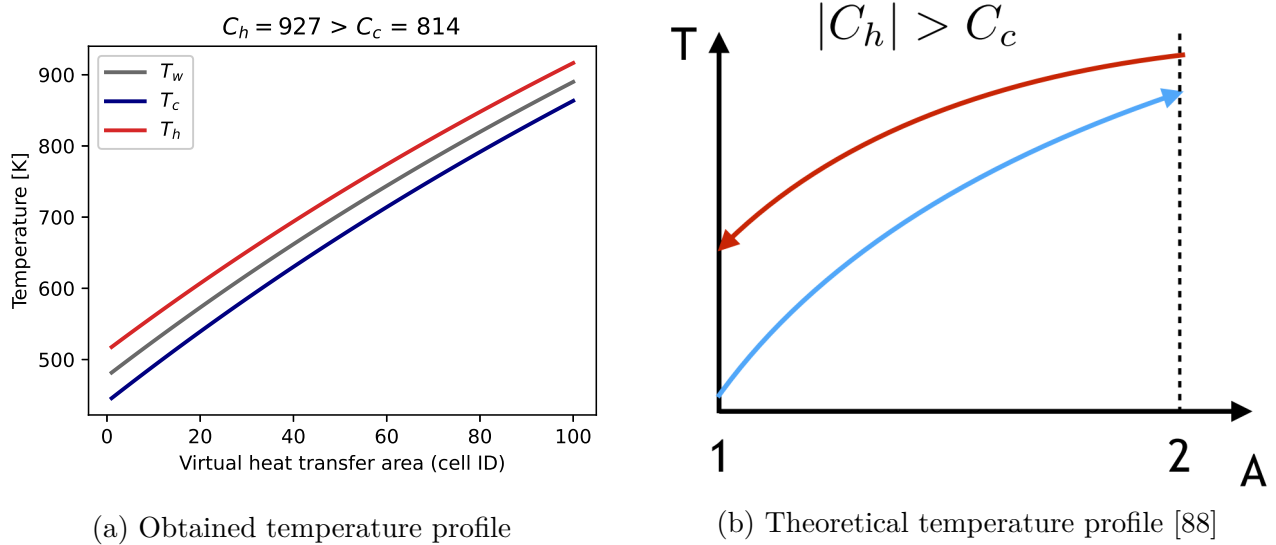 C_h = 927 > C_c = 814
T_w
T_c
T_h
900
800
700
600
500
Temperature [K]
0 20 40 60 80 100
Virtual heat transfer area (cell ID)
(a) Obtained temperature profile
|C_h| > C_c
T
1 2 A
(b) Theoretical temperature profile [88]